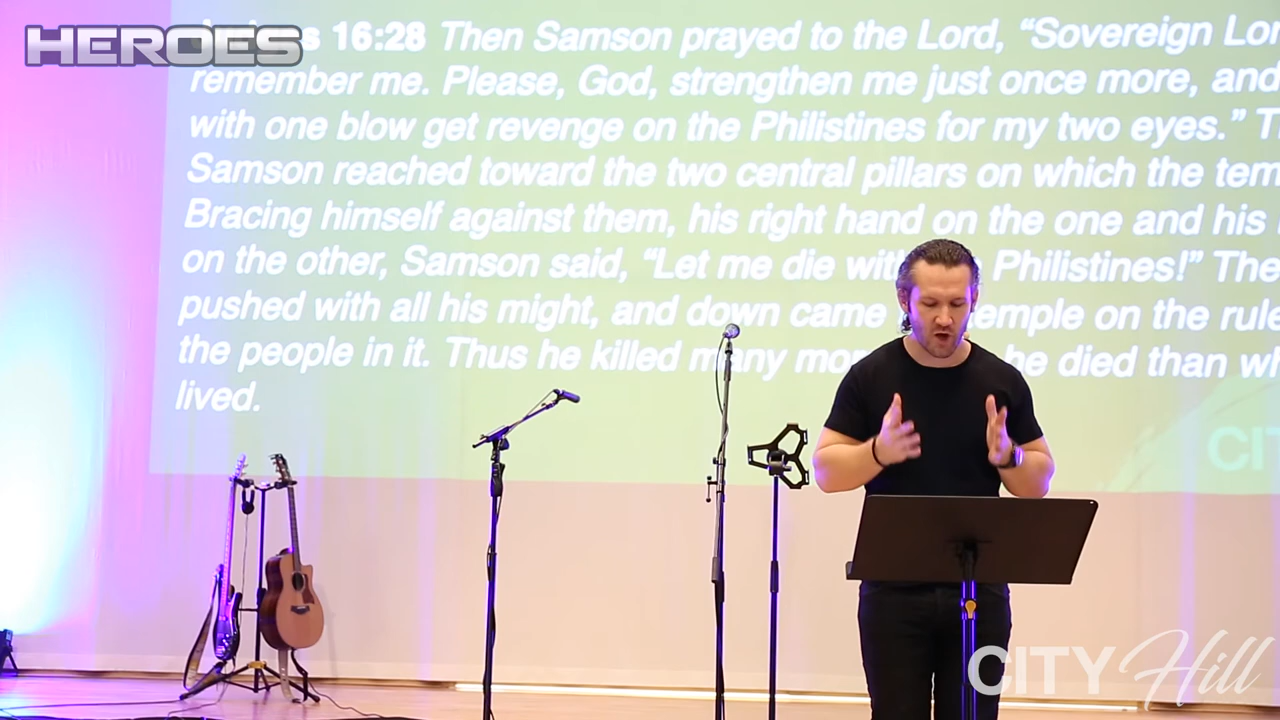 HEROES
16:28 Then Samson prayed to the Lord, “Sovereign
remember me. Please, God, strengthen me just once more, and
with one blow get revenge on the Philistines for my two eyes.”
Samson reached toward the two central pillars on which the
Bracing himself against them, his right hand on the one and his
on the other, Samson said, “Let me die Philistines!”
pushed with all his might, and down came temple on the
the people in it. Thus he killed many he died than
lived.
CITY Hill